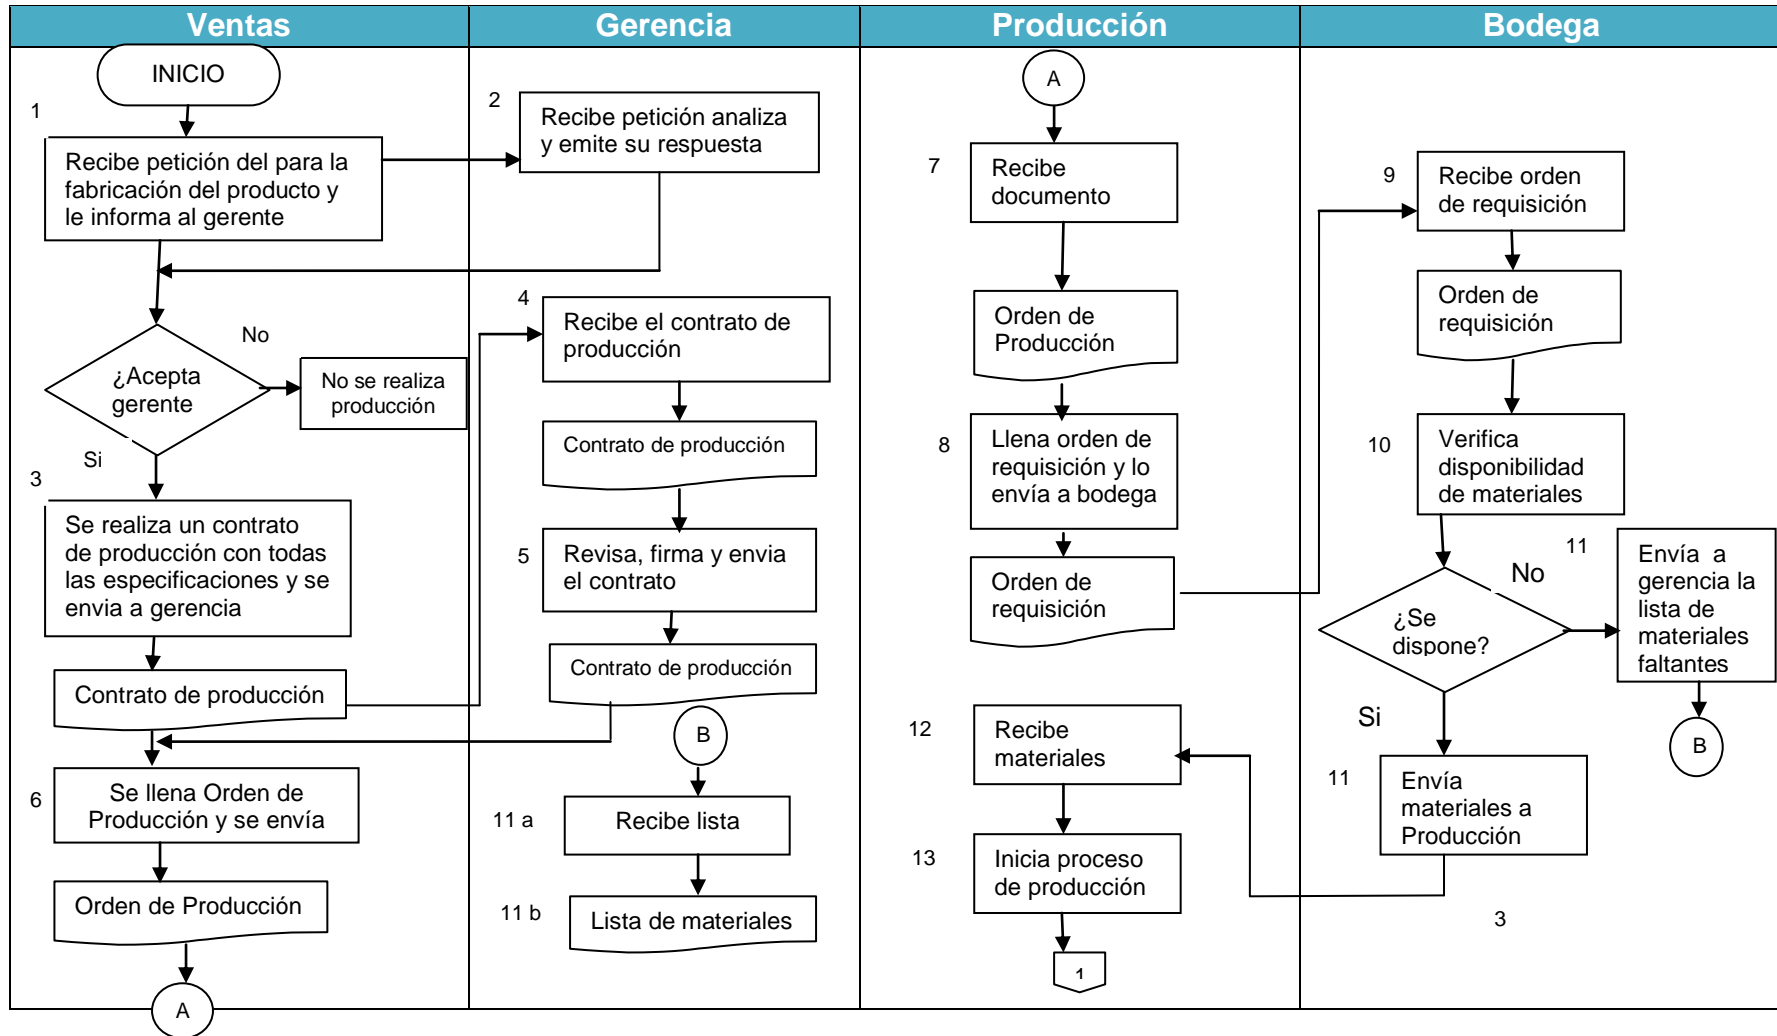 Ventas
Gerencia
Producción
Bodega
INICIO
1
Recibe petición del para la
fabricación del producto y
le informa al gerente
2
Recibe petición analiza
y emite su respuesta
¿Acepta
gerente
No
No se realiza
producción
Si
3
Se realiza un contrato
de producción con todas
las especificaciones y se
envia a gerencia
Contrato de producción
4
Recibe el contrato de
producción
Contrato de producción
5
Revisa, firma y envia
el contrato
Contrato de producción
6
Se llena Orden de
Producción y se envía
Orden de Producción
A
B
11 a
Recibe lista
11 b
Lista de materiales
A
7
Recibe
documento
Orden de
Producción
8
Llena orden de
requisición y lo
envía a bodega
Orden de
requisición
9
Recibe orden
de requisición
Orden de
requisición
10
Verifica
disponibilidad
de materiales
¿Se
dispone?
No
11
Envía a
gerencia la
lista de
materiales
faltantes
B
Si
11
Envía
materiales a
Producción
3
12
Recibe
materiales
13
Inicia proceso
de producción
1